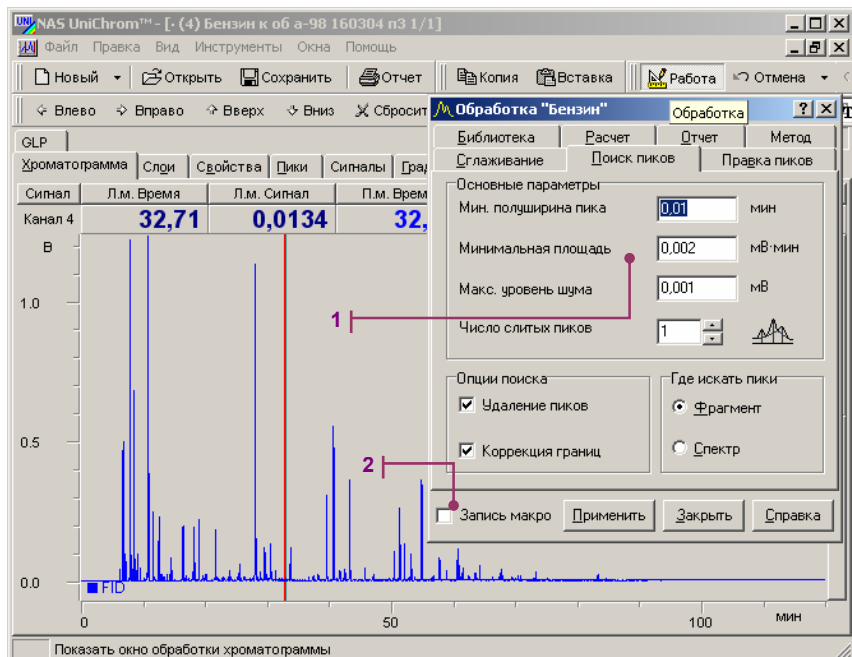 NAS UniChrom™ - [· (4) Бензин к об а-98 160304 п3 1/1]
Файл Правка Вид Инструменты Окна Помощь
Новый Открыть Сохранить Отчет Копия Вставка Работа Отмена
Влево Вправо Вверх Вниз Сбросит
Обработка "Бензин"
Обработка
GLP
Хроматограмма Слои Свойства Пики Сигналы Град
Сигнал Л.м. Время Л.м. Сигнал П.м. Врем
Канал 4 32,71 0,0134 32,
Библиотека Расчет Отчет Метод
Сглаживание Поиск пиков Правка пиков
Основные параметры
Мин. полуширина пика 0,01 мин
Минимальная площадь 0,002 мВ·мин
Макс. уровень шума 0,001 мВ
Число слитых пиков 1
Опции поиска
Удаление пиков
Коррекция границ
Где искать пики
Фрагмент
Спектр
Запись макро Применить Закрыть Справка
1
2
В
1.0
0.5
0.0
FID
0 50 100 мин
Показать окно обработки хроматограммы